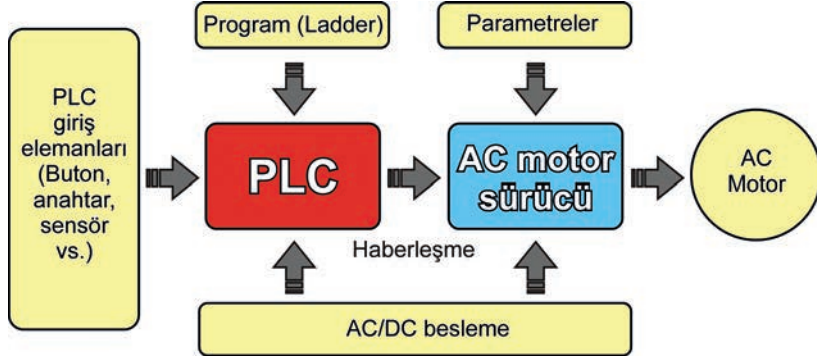 Program (Ladder)
Parametreler
PLC
giriş
elemanları
(Buton,
anahtar,
sensör
vs.)
PLC
AC motor
sürücü
AC
Motor
Haberleşme
AC/DC besleme